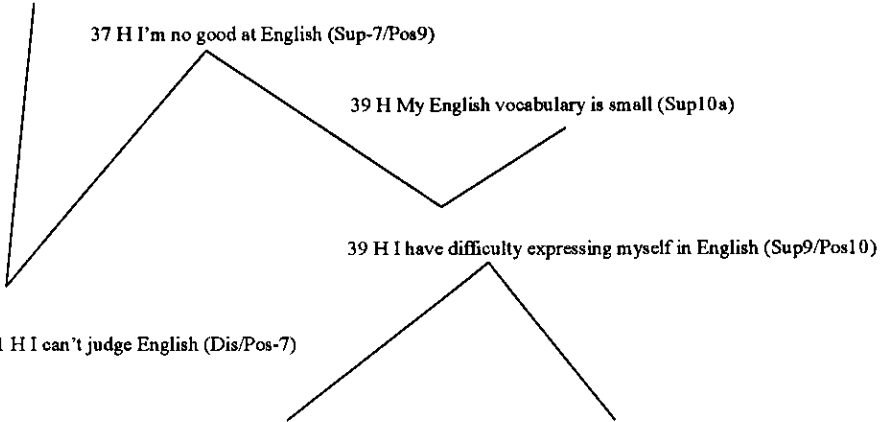 37 H I'm no good at English (Sup-7/Pos9)
39 H My English vocabulary is small (Sup10a)
39 H I have difficulty expressing myself in English (Sup9/Pos10)
H I can't judge English (Dis/Pos-7)